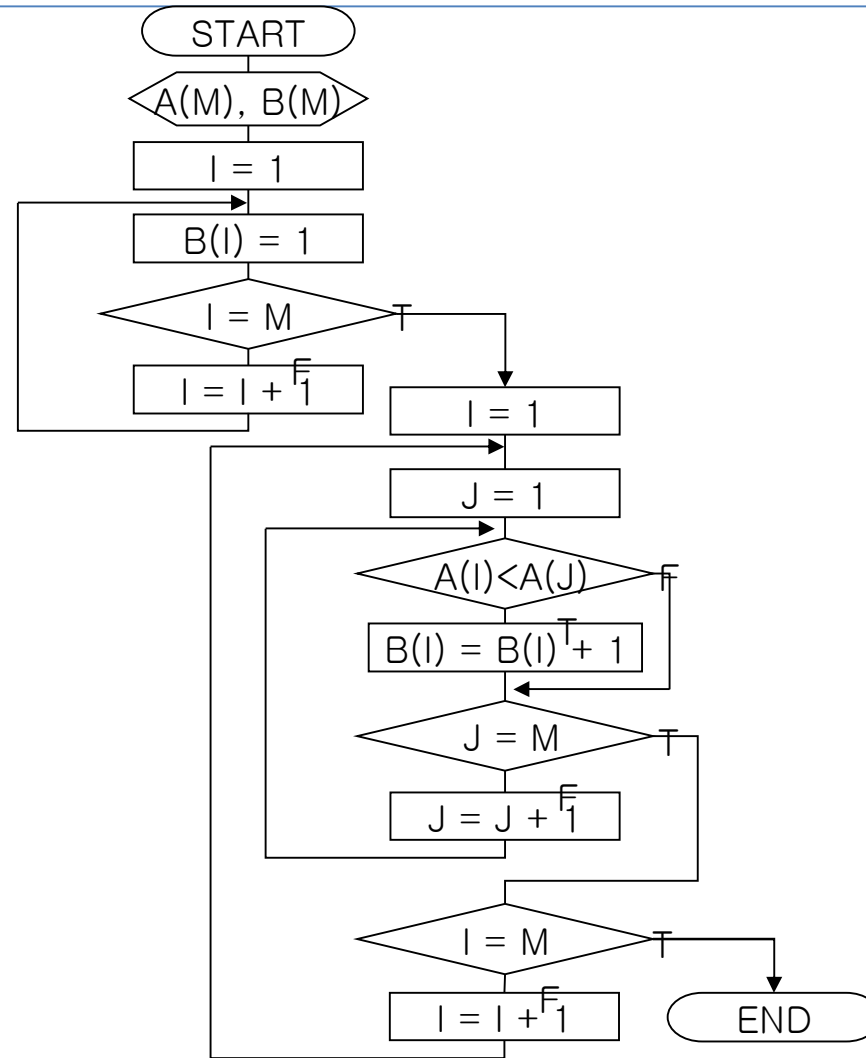 START
A(M), B(M)
I = 1
B(I) = 1
I = M
T
F
I = I + 1
I = 1
J = 1
A(I)<A(J)
F
T
B(I) = B(I) + 1
J = M
T
F
J = J + 1
I = M
T
F
I = I + 1
END